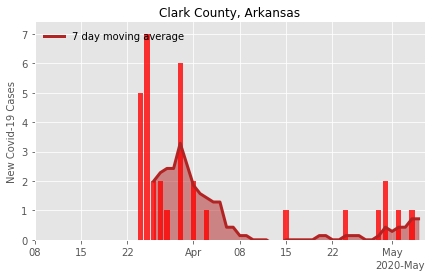 Clark County, Arkansas
7 day moving average
New Covid-19 Cases
7
6
5
4
3
2
1
0
08 15 22 Apr 08 15 22 May
2020-May